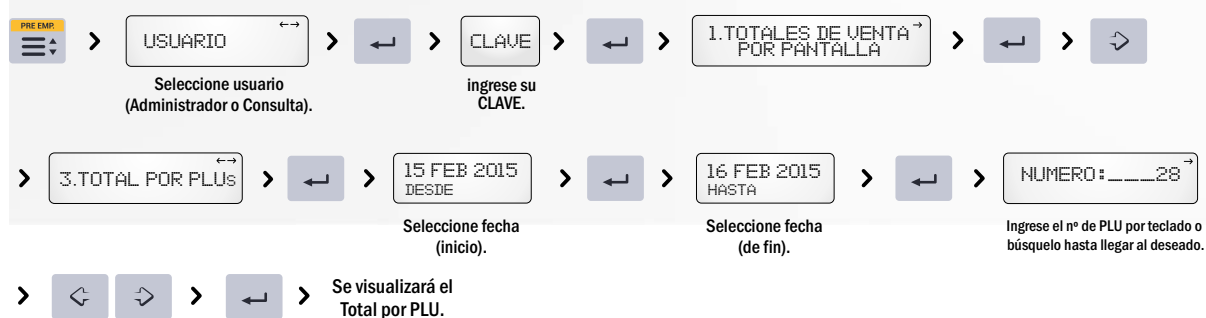 PRE EMP.
USUARIO
CLAVE
1.TOTALES DE VENTA
POR PANTALLA
Seleccione usuario
(Administrador o Consulta).
ingrese su
CLAVE.
3.TOTAL POR PLUs
15 FEB 2015
DESDE
16 FEB 2015
HASTA
NUMERO:___28
Seleccione fecha
(inicio).
Seleccione fecha
(de fin).
Ingrese el nº de PLU por teclado o
búsquelo hasta llegar al deseado.
Se visualizará el
Total por PLU.